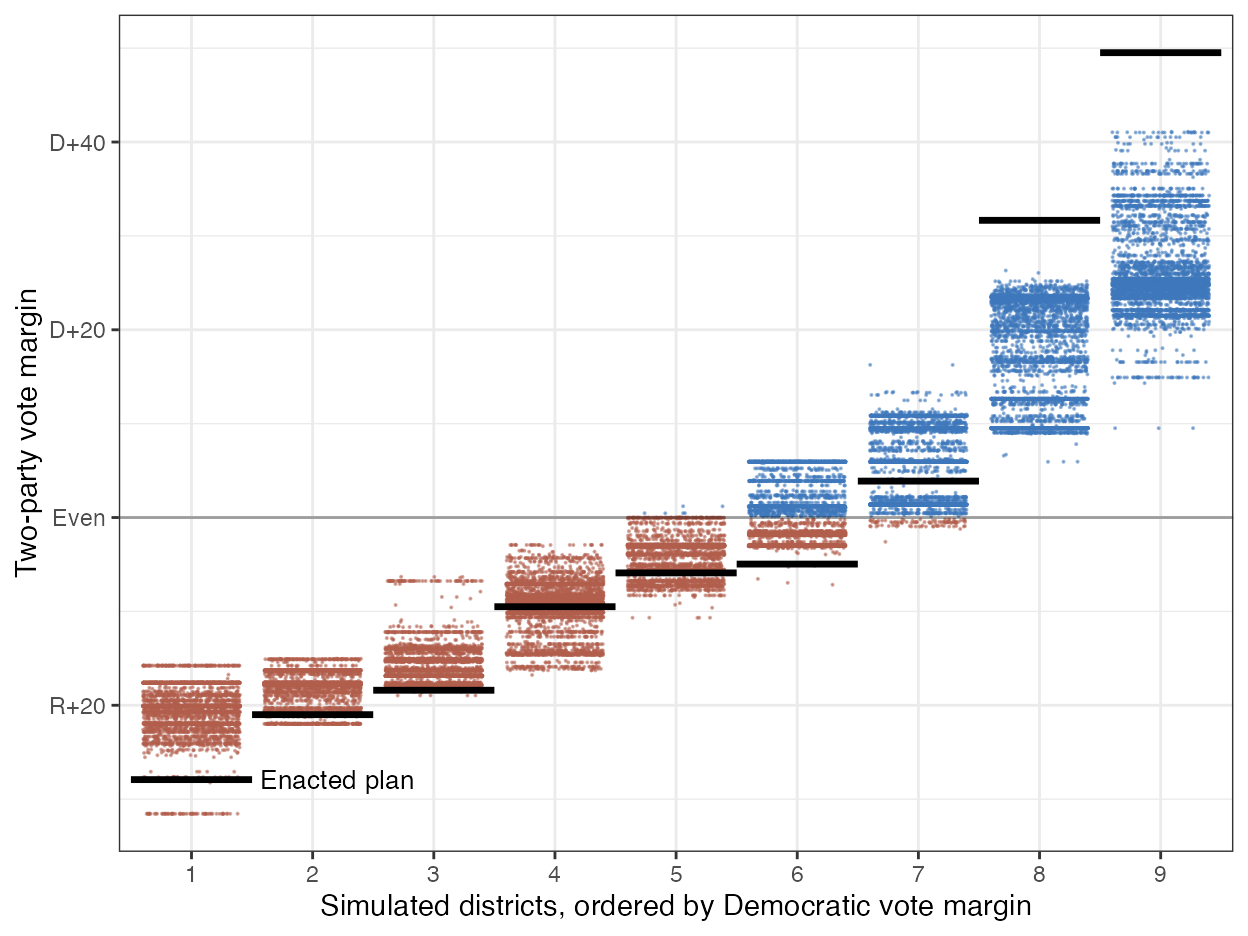 Two-party vote margin
D+40
D+20
Even
R+20
Enacted plan
1 2 3 4 5 6 7 8 9
Simulated districts, ordered by Democratic vote margin